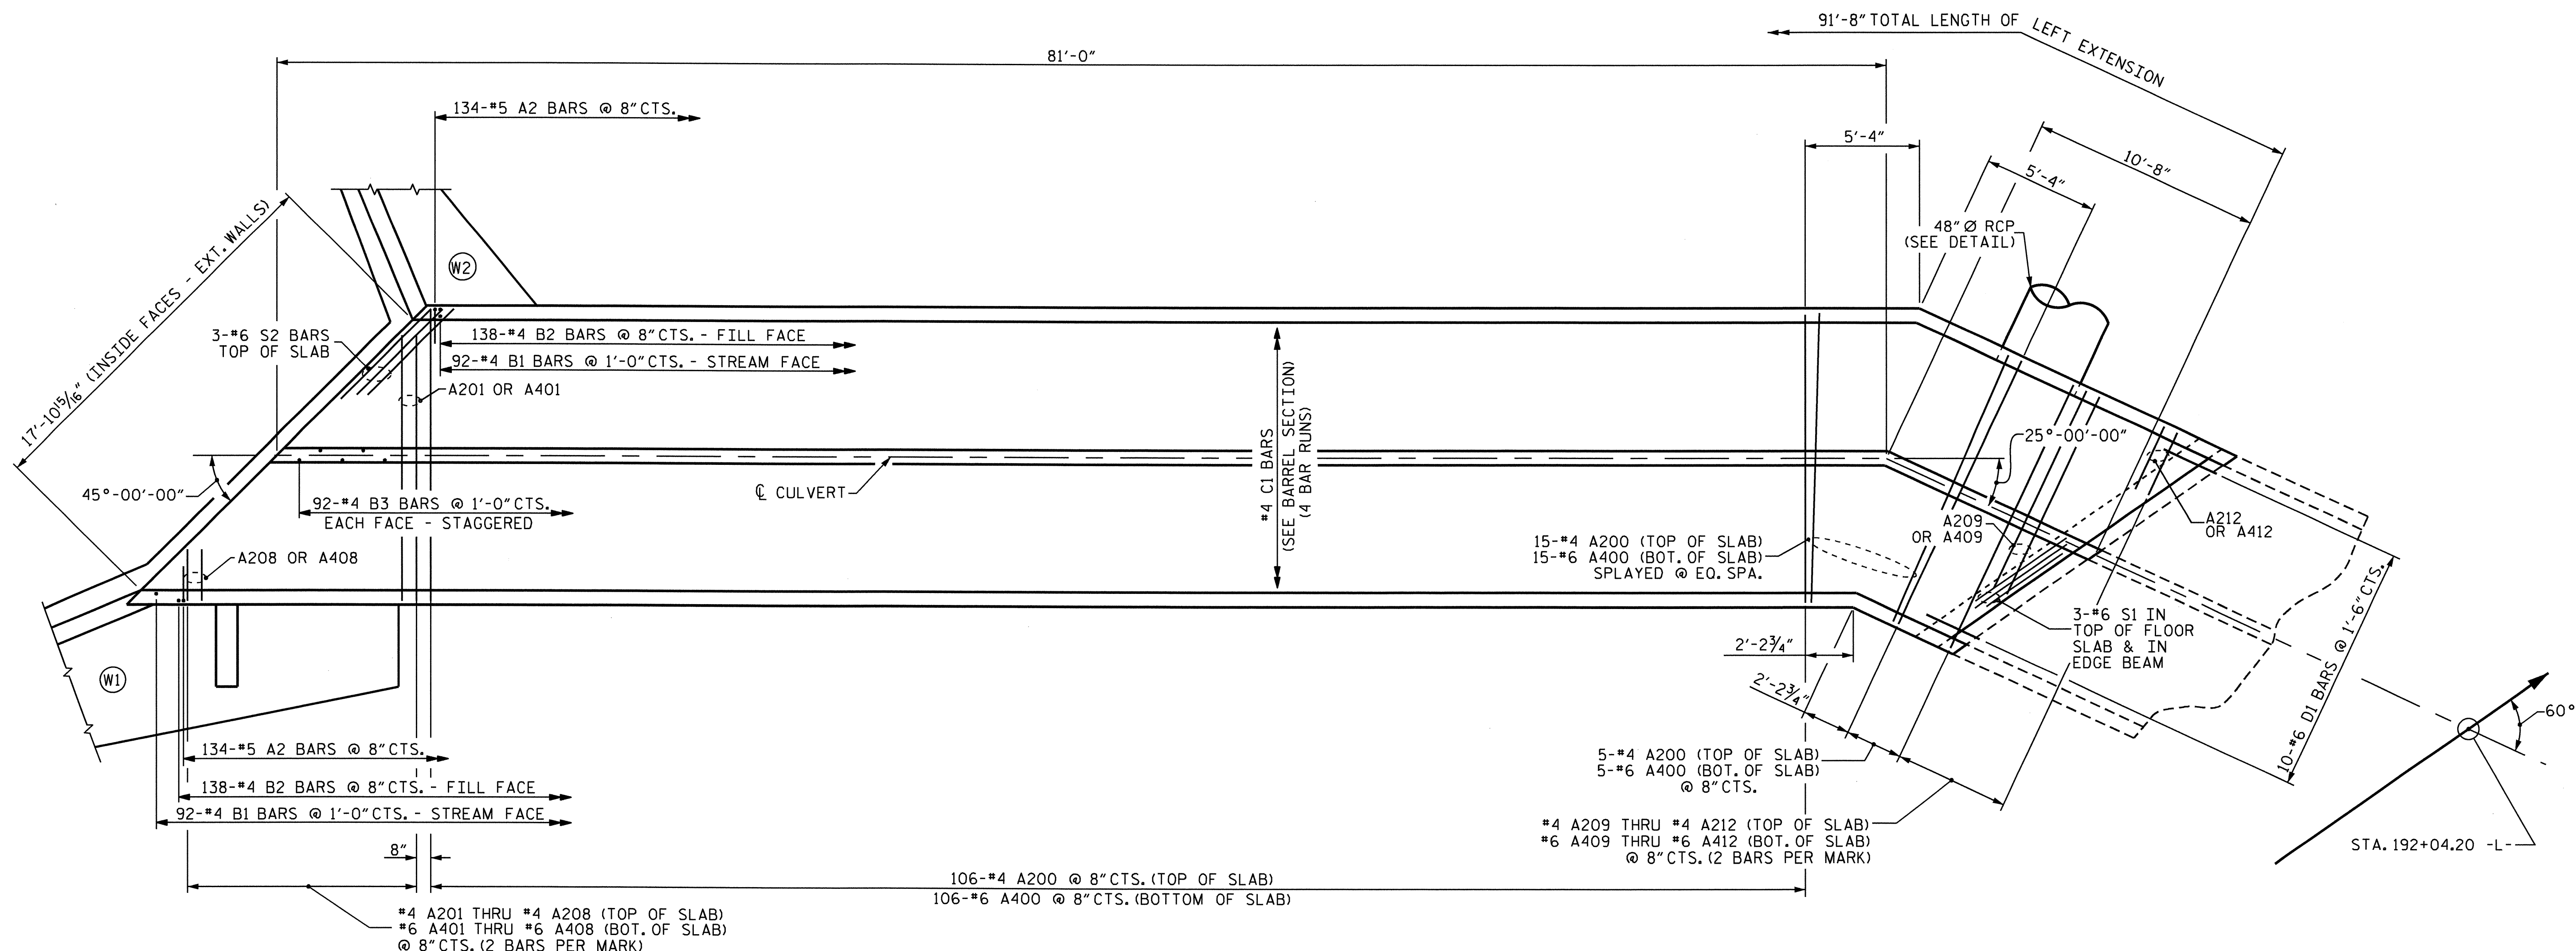 91'-8" TOTAL LENGTH OF LEFT EXTENSION
81'-0"
134-#5 A2 BARS @ 8" CTS.
5'-4"
10'-8"
5'-4"
48" Ø RCP
(SEE DETAIL)
17'-10 15/16" (INSIDE FACES - EXT. WALLS)
W2
3-#6 S2 BARS
TOP OF SLAB
138-#4 B2 BARS @ 8" CTS. - FILL FACE
92-#4 B1 BARS @ 1'-0" CTS. - STREAM FACE
A201 OR A401
#4 C1 BARS
(SEE BARREL SECTION)
(4 BAR RUNS)
25°-00'-00"
45°-00'-00"
℄ CULVERT
92-#4 B3 BARS @ 1'-0" CTS.
EACH FACE - STAGGERED
A208 OR A408
15-#4 A200 (TOP OF SLAB)
15-#6 A400 (BOT. OF SLAB)
SPLAYED @ EQ. SPA.
A209
OR A409
A212
OR A412
3-#6 S1 IN
TOP OF FLOOR
SLAB & IN
EDGE BEAM
10-#6 D1 BARS @ 1'-6" CTS.
W1
2'-2 3/4"
2'-2 3/4"
60°
134-#5 A2 BARS @ 8" CTS.
138-#4 B2 BARS @ 8" CTS. - FILL FACE
92-#4 B1 BARS @ 1'-0" CTS. - STREAM FACE
5-#4 A200 (TOP OF SLAB)
5-#6 A400 (BOT. OF SLAB)
@ 8" CTS.
#4 A209 THRU #4 A212 (TOP OF SLAB)
#6 A409 THRU #6 A412 (BOT. OF SLAB)
@ 8" CTS. (2 BARS PER MARK)
STA. 192+04.20 -L-
8"
106-#4 A200 @ 8" CTS. (TOP OF SLAB)
106-#6 A400 @ 8" CTS. (BOTTOM OF SLAB)
#4 A201 THRU #4 A208 (TOP OF SLAB)
#6 A401 THRU #6 A408 (BOT. OF SLAB)
@ 8" CTS. (2 BARS PER MARK)